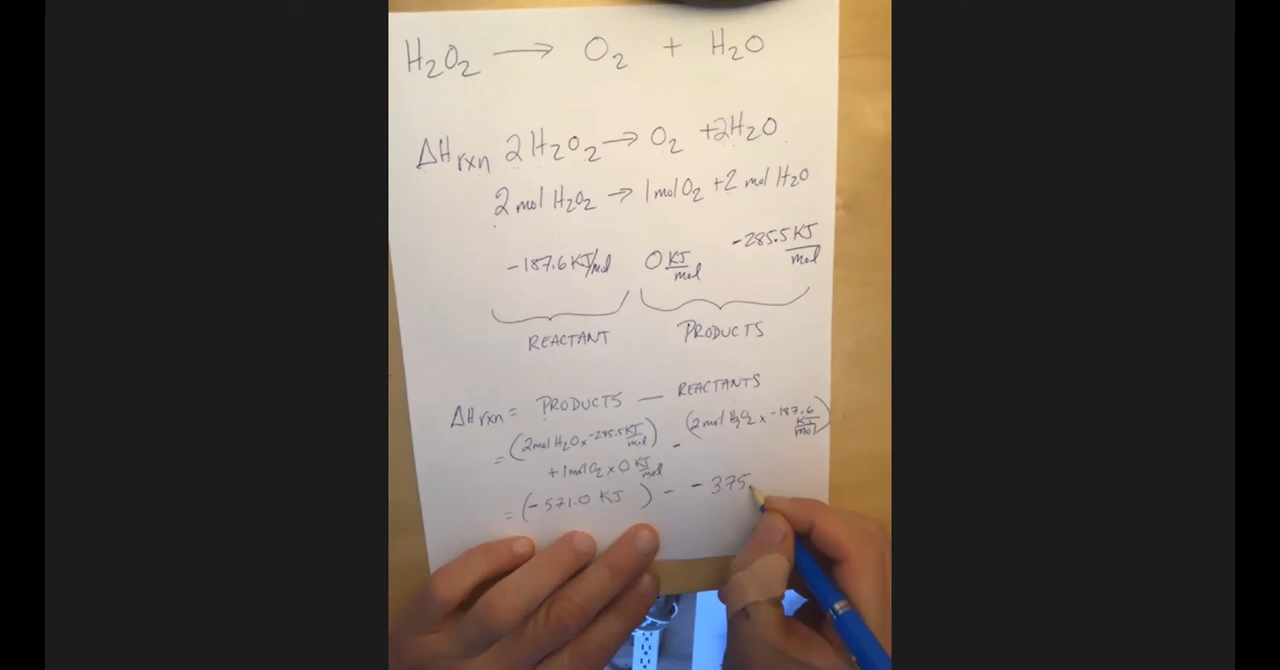 H₂O₂ → O₂ + H₂O
ΔHrxn 2H₂O₂ → O₂ + 2H₂O
2 mol H₂O₂ → 1 mol O₂ + 2 mol H₂O
-187.6 KJ/mol 0 KJ/mol -285.5 KJ/mol
REACTANT PRODUCTS
ΔHrxn = PRODUCTS — REACTANTS
= (2 mol H₂O x -285.5 KJ/mol + 1 mol O₂ x 0 KJ/mol) - (2 mol H₂O₂ x -187.6 KJ/mol)
= (-571.0 KJ) - - 375.